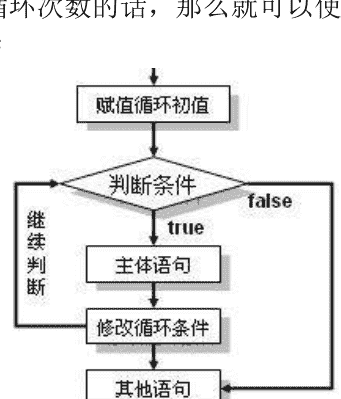 循环次数的话，那么就可以使
赋值循环初值
判断条件
false
true
继续判断
主体语句
修改循环条件
其他语句